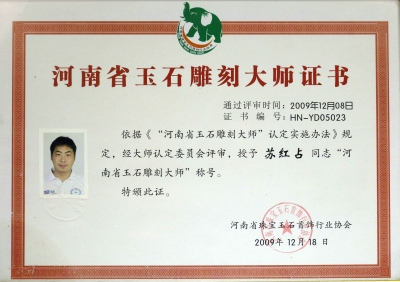 河南省玉石雕刻大师证书
通过评审时间：2009年12月08日
证书编号：HN-YD05023
依据《“河南省玉石雕刻大师”认定实施办法》规
定，经大师认定委员会评审，授予 苏红占 同志“河
南省玉石雕刻大师”称号。
特颁此证。
河南省珠宝玉石首饰行业协会
2009年12月18日